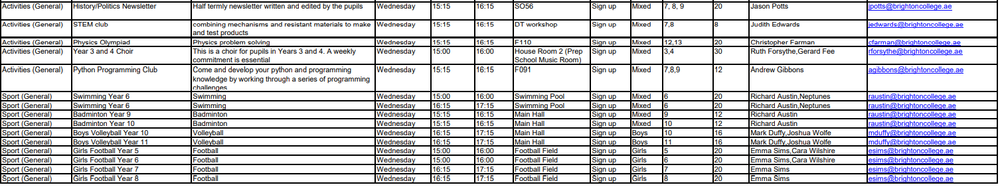 Activities (General) History/Politics Newsletter Half termly newsletter written and edited by the pupils Wednesday 15:15 16:15 SO56 Sign up Mixed 7, 8, 9 20 Jason Potts jpotts@brightoncollege.ae
Activities (General) STEM club combining mechanisms and resistant materials to make Wednesday 15:15 16:15 DT workshop Sign up Mixed 7,8 8 Judith Edwards jedwards@brightoncollege.ae
and test products
Activities (General) Physics Olympiad Physics problem solving Wednesday 15:15 16:15 F110 Sign up Mixed 12,13 20 Christopher Farman cfarman@brightoncollege.ae
Activities (General) Year 3 and 4 Choir This is a choir for pupils in Years 3 and 4. A weekly Wednesday 15:00 16:00 House Room 2 (Prep Sign up Mixed 3,4 30 Ruth Forsythe,Gerard Fee rforsythe@brightoncollege.ae
commitment is essential School Music Room)
Activities (General) Python Programming Club Come and develop your python and programming Wednesday 15:15 16:15 F091 Sign up Mixed 7,8,9 12 Andrew Gibbons agibbons@brightoncollege.ae
knowledge by working through a series of programming
challenges
Sport (General) Swimming Year 6 Swimming Wednesday 15:00 16:00 Swimming Pool Sign up Mixed 6 20 Richard Austin,Neptunes raustin@brightoncollege.ae
Sport (General) Swimming Year 6 Swimming Wednesday 16:15 17:15 Swimming Pool Sign up Mixed 6 20 Richard Austin,Neptunes raustin@brightoncollege.ae
Sport (General) Badminton Year 9 Badminton Wednesday 15:15 16:15 Main Hall Sign up Mixed 9 12 Richard Austin raustin@brightoncollege.ae
Sport (General) Badminton Year 10 Badminton Wednesday 15:15 16:15 Main Hall Sign up Mixed 10 12 Richard Austin raustin@brightoncollege.ae
Sport (General) Boys Volleyball Year 10 Volleyball Wednesday 16:15 17:15 Main Hall Sign up Boys 10 16 Mark Duffy,Joshua Wolfe mduffy@brightoncollege.ae
Sport (General) Boys Volleyball Year 11 Volleyball Wednesday 16:15 17:15 Main Hall Sign up Boys 11 16 Mark Duffy,Joshua Wolfe mduffy@brightoncollege.ae
Sport (General) Girls Football Year 5 Football Wednesday 15:00 16:00 Football Field Sign up Girls 5 20 Emma Sims,Cara Wilshire esims@brightoncollege.ae
Sport (General) Girls Football Year 6 Football Wednesday 15:00 16:00 Football Field Sign up Girls 6 20 Emma Sims,Cara Wilshire esims@brightoncollege.ae
Sport (General) Girls Football Year 7 Football Wednesday 16:15 17:15 Football Field Sign up Girls 7 20 Emma Sims esims@brightoncollege.ae
Sport (General) Girls Football Year 8 Football Wednesday 16:15 17:15 Football Field Sign up Girls 8 20 Emma Sims esims@brightoncollege.ae